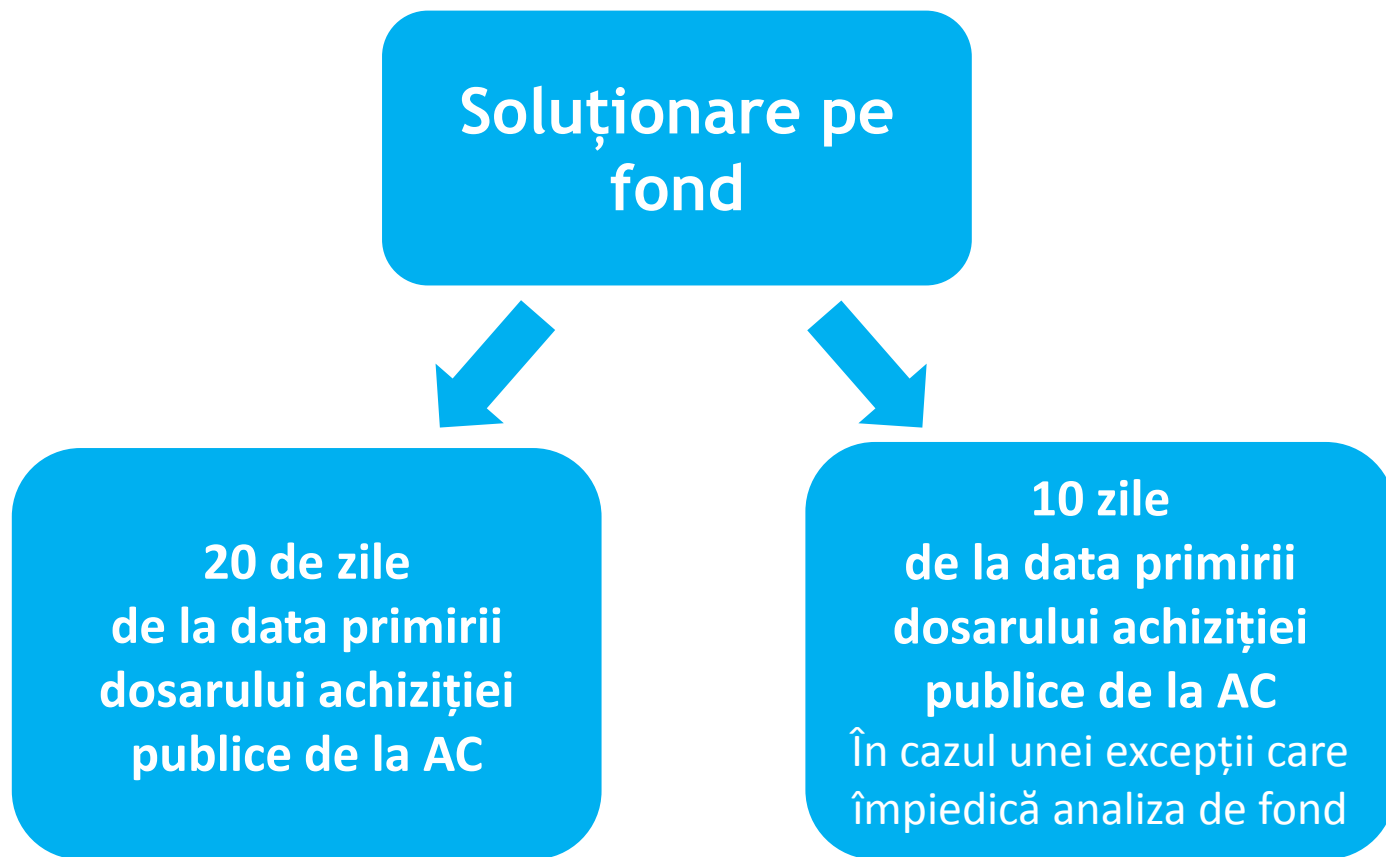 Soluționare pe
fond
20 de zile
de la data primirii
dosarului achiziției
publice de la AC
10 zile
de la data primirii
dosarului achiziției
publice de la AC
În cazul unei excepții care
împiedică analiza de fond